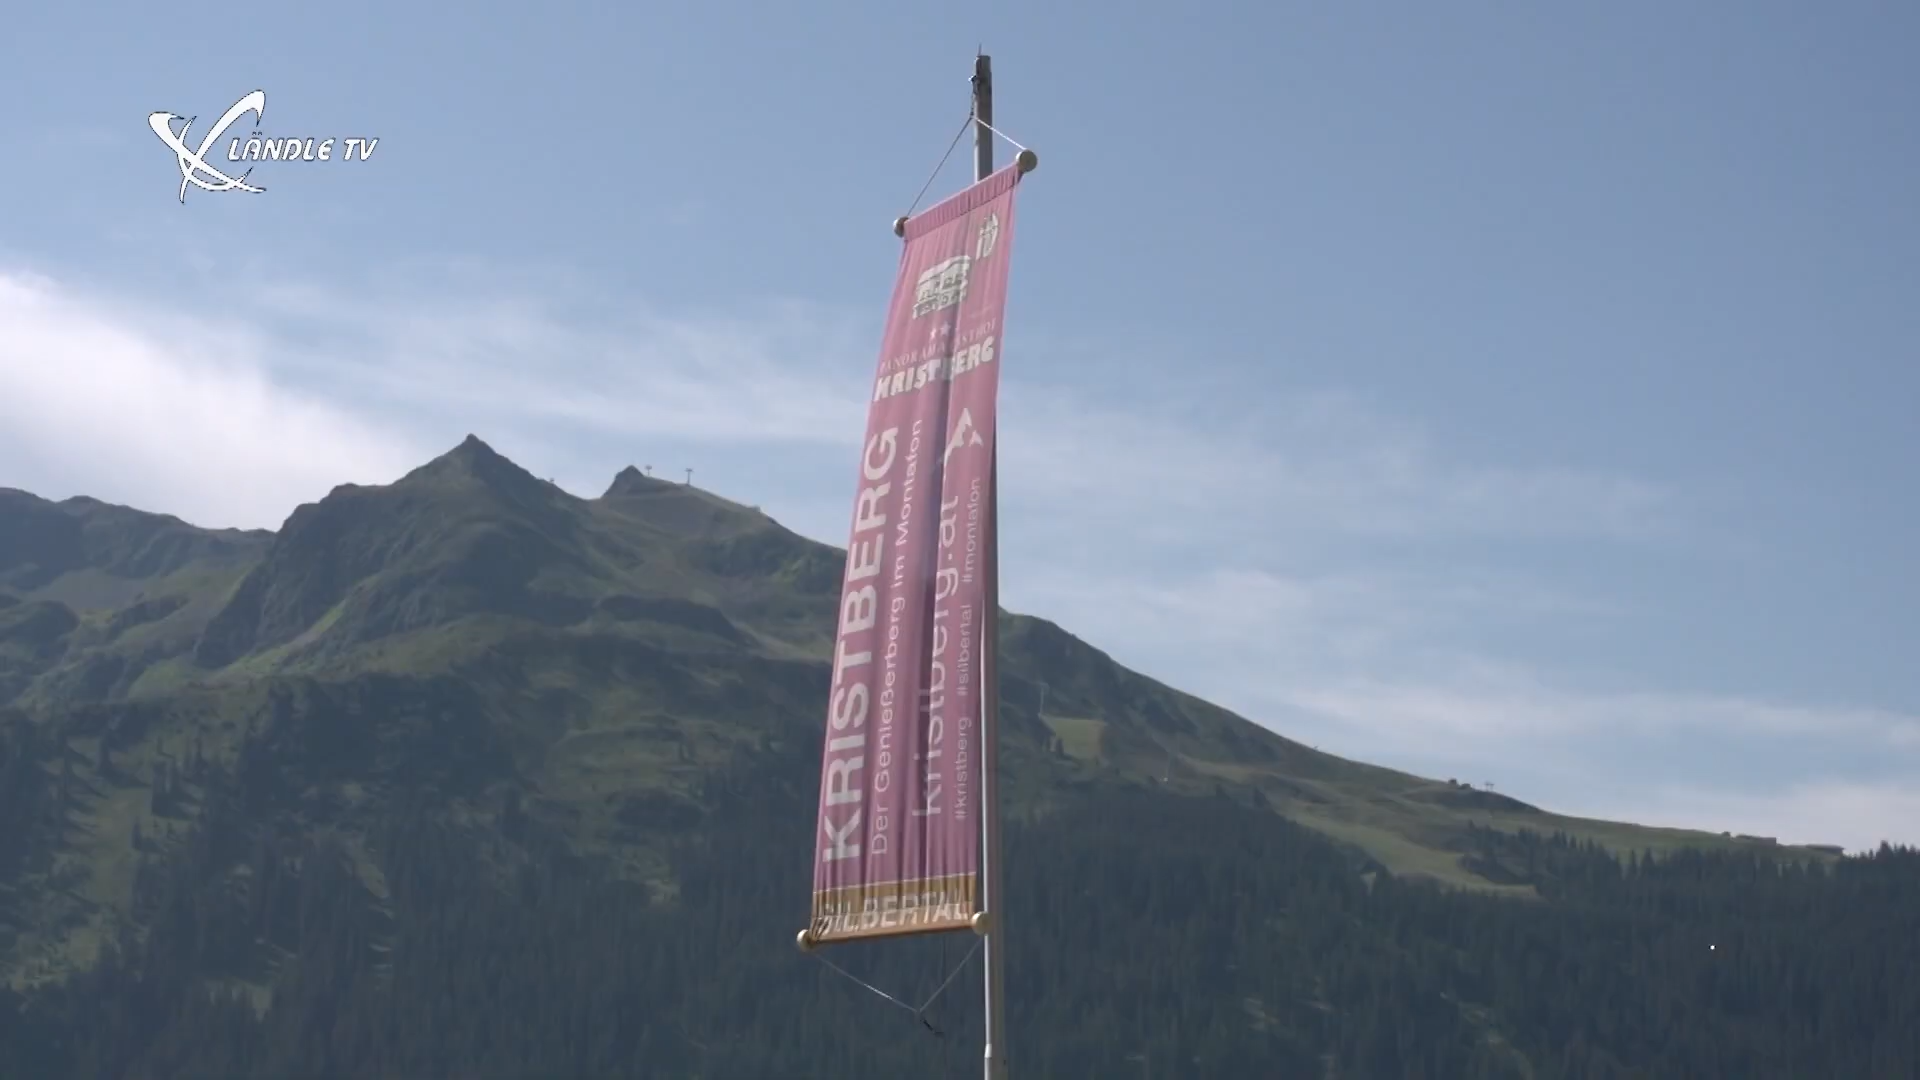 LÄNDLE TV
PANORAMAGASTHOF
KRISTBERG
KRISTBERG
Der Genießerberg im Montafon
kristberg.at
#kristberg #silbertal #montafon
SILBERTAL